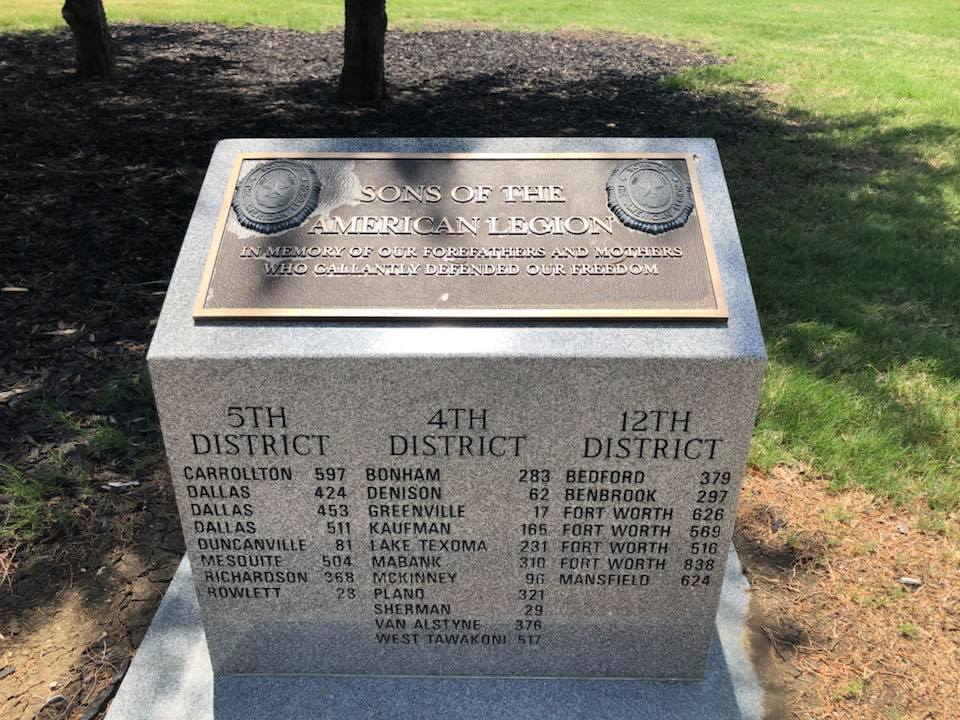 SONS OF THE
AMERICAN LEGION
IN MEMORY OF OUR FOREFATHERS AND MOTHERS
WHO GALLANTLY DEFENDED OUR FREEDOM
5TH
DISTRICT
CARROLLTON 597
DALLAS 424
DALLAS 453
DALLAS 511
DUNCANVILLE 81
MESQUITE 504
RICHARDSON 368
ROWLETT 23
4TH
DISTRICT
BONHAM 283
DENISON 62
GREENVILLE 17
KAUFMAN 165
LAKE TEXOMA 231
MABANK 310
MCKINNEY 96
PLANO 321
SHERMAN 29
VAN ALSTYNE 376
WEST TAWAKONI 517
12TH
DISTRICT
BEDFORD 379
BENBROOK 297
FORT WORTH 626
FORT WORTH 569
FORT WORTH 516
FORT WORTH 838
MANSFIELD 624